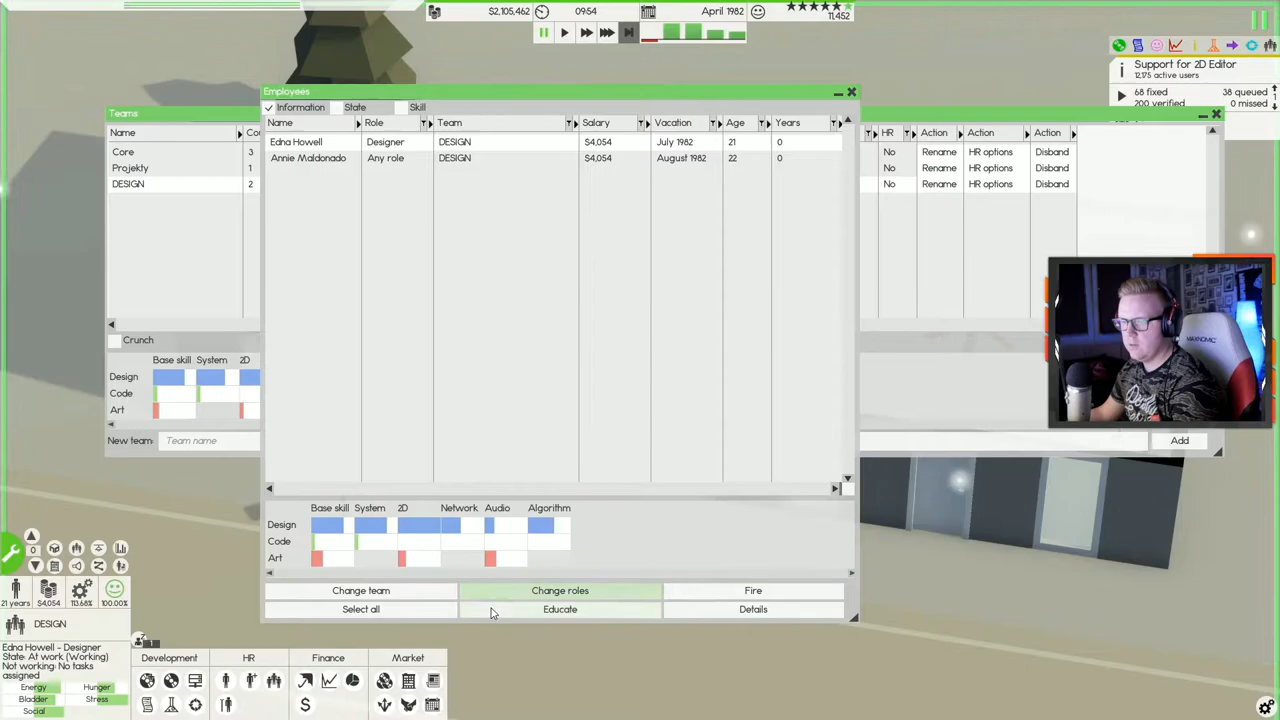 $2,105,462
09:54
April 1982
11,452
Support for 2D Editor
12,175 active users
68 fixed
38 queued
200 verified
0 missed
Teams
Name
Core 3
Projekty 1
DESIGN 2
Crunch
Base skill System 2D
Design
Code
Art
New team: Team name
HR Action Action Action
No Rename HR options Disband
No Rename HR options Disband
No Rename HR options Disband
Add
Employees
Information State Skill
Name Role Team Salary Vacation Age Years
Edna Howell Designer DESIGN $4,054 July 1982 21 0
Annie Maldonado Any role DESIGN $4,054 August 1982 22 0
Base skill System 2D Network Audio Algorithm
Design
Code
Art
Change team Change roles Fire
Select all Educate Details
MAXNOMIC
0
21 years $4,054 113.68% 100.00%
DESIGN
Edna Howell - Designer
State: At work (Working)
Not working: No tasks
assigned
Energy Hunger
Bladder Stress
Social
Development HR Finance Market